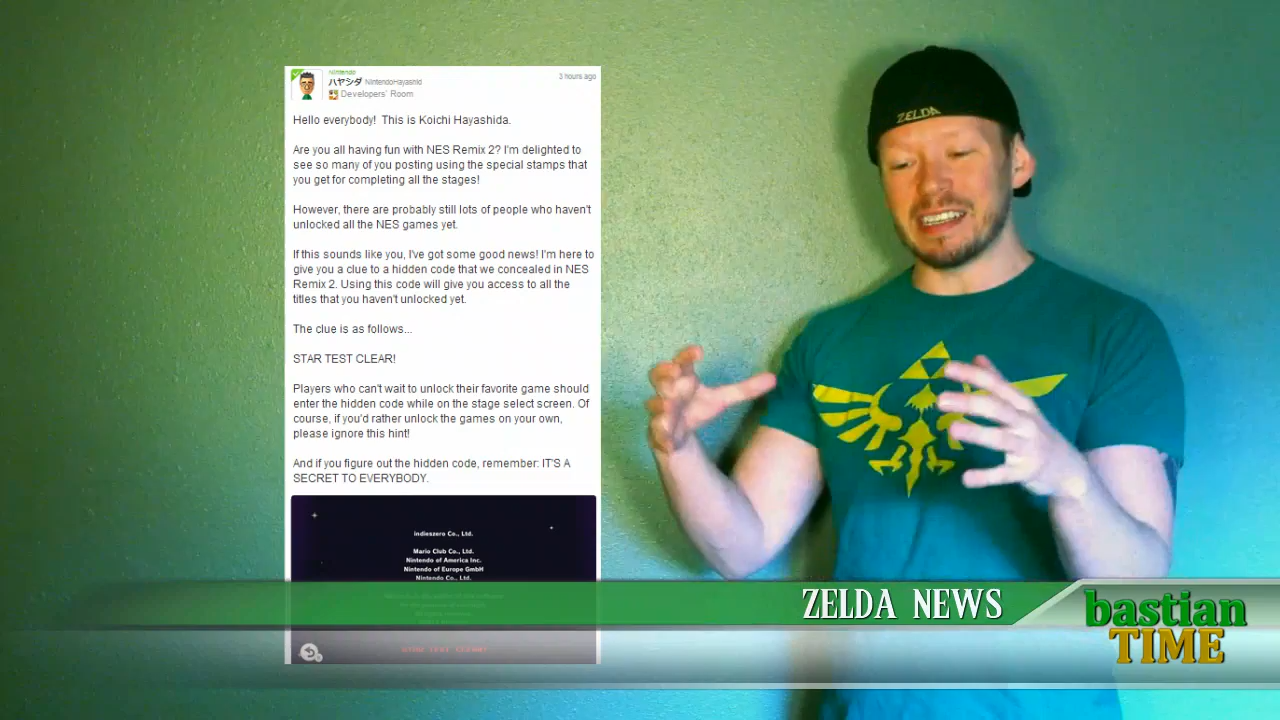 Nintendo
ハヤシダ NintendoHayashid
3 hours ago
Developers' Room
Hello everybody! This is Koichi Hayashida.
Are you all having fun with NES Remix 2? I'm delighted to
see so many of you posting using the special stamps that
you get for completing all the stages!
However, there are probably still lots of people who haven't
unlocked all the NES games yet.
If this sounds like you, I've got some good news! I'm here to
give you a clue to a hidden code that we concealed in NES
Remix 2. Using this code will give you access to all the
titles that you haven't unlocked yet.
The clue is as follows...
STAR TEST CLEAR!
Players who can't wait to unlock their favorite game should
enter the hidden code while on the stage select screen. Of
course, if you'd rather unlock the games on your own,
please ignore this hint!
And if you figure out the hidden code, remember: IT'S A
SECRET TO EVERYBODY.
indieszero Co., Ltd.
Mario Club Co., Ltd.
Nintendo of America Inc.
Nintendo of Europe GmbH
Nintendo Co., Ltd.
STAR TEST CLEAR!
ZELDA
ZELDA NEWS
bastian
TIME